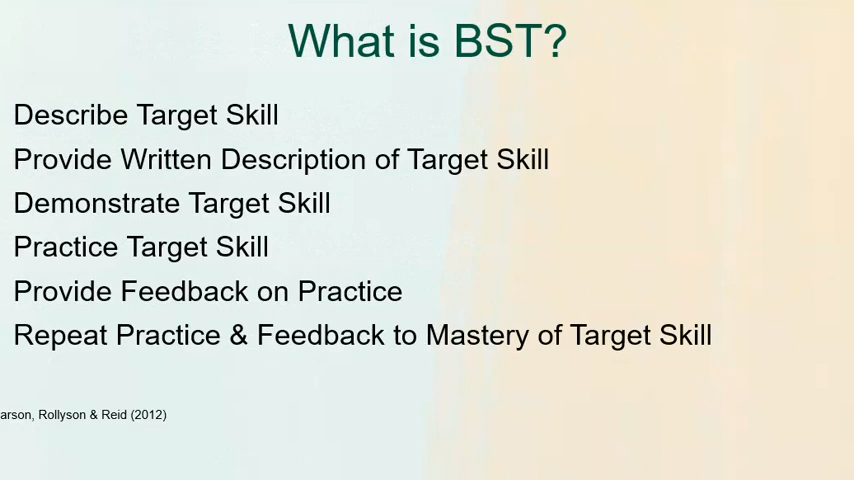 What is BST?
Describe Target Skill
Provide Written Description of Target Skill
Demonstrate Target Skill
Practice Target Skill
Provide Feedback on Practice
Repeat Practice & Feedback to Mastery of Target Skill
arson, Rollyson & Reid (2012)